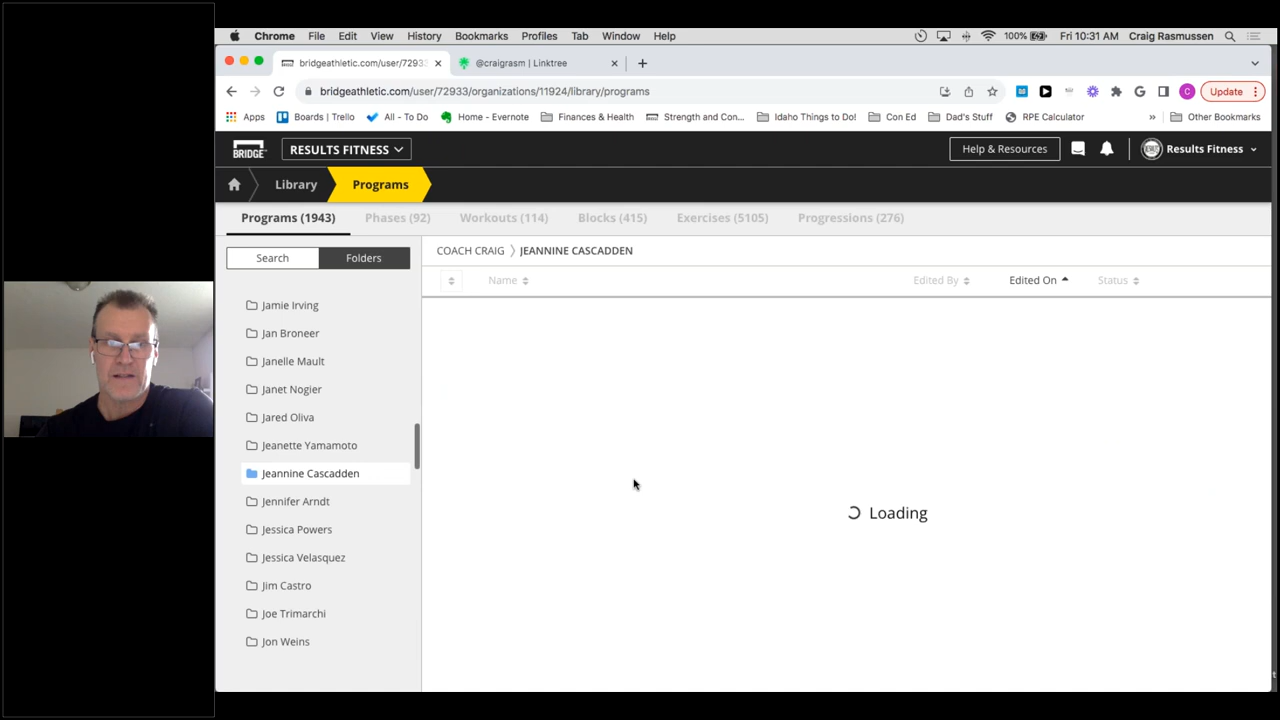 Chrome File Edit View History Bookmarks Profiles Tab Window Help 100% Fri 10:31 AM Craig Rasmussen
bridgeathletic.com/user/72933 @craigrasm | Linktree
bridgeathletic.com/user/72933/organizations/11924/library/programs Update
Apps Boards | Trello All - To Do Home - Evernote Finances & Health Strength and Con... Idaho Things to Do! Con Ed Dad's Stuff RPE Calculator » Other Bookmarks
BRIDGE RESULTS FITNESS Help & Resources Results Fitness
Library Programs
Programs (1943) Phases (92) Workouts (114) Blocks (415) Exercises (5105) Progressions (276)
Search Folders COACH CRAIG JEANNINE CASCADDEN
Name Edited By Edited On Status
Jamie Irving
Jan Broneer
Janelle Mault
Janet Nogier
Jared Oliva
Jeanette Yamamoto
Jeannine Cascadden
Jennifer Arndt
Loading
Jessica Powers
Jessica Velasquez
Jim Castro
Joe Trimarchi
Jon Weins